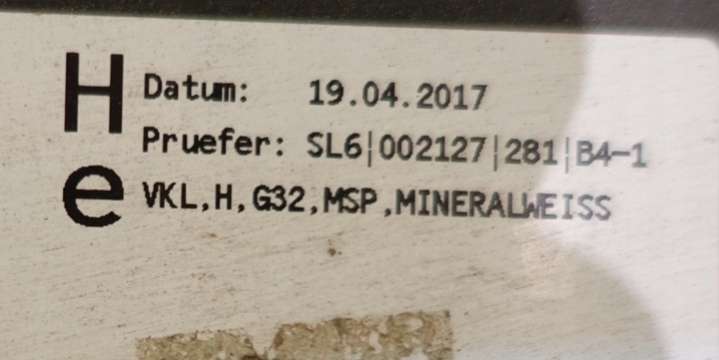 H Datum: 19.04.2017
Pruefer: SL6|002127|281|B4-1
e VKL,H,G32,MSP,MINERALWEISS